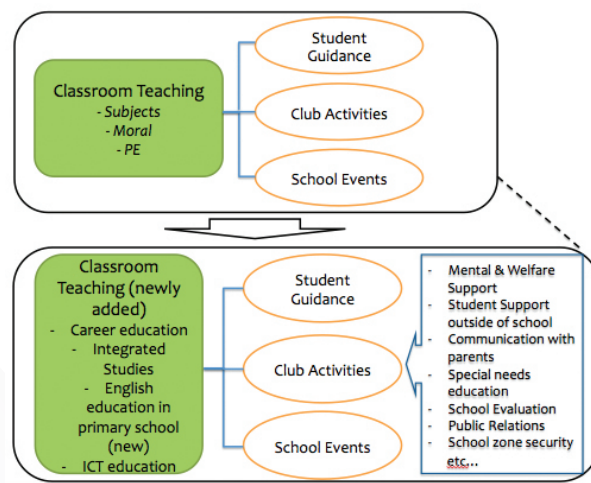 Classroom Teaching
- Subjects
- Moral
- PE
Student
Guidance
Club Activities
School Events
Classroom
Teaching (newly
added)
- Career education
- Integrated
Studies
- English
education in
primary school
(new)
- ICT education
Student
Guidance
Club Activities
School Events
- Mental & Welfare
Support
- Student Support
outside of school
- Communication with
parents
- Special needs
education
- School Evaluation
- Public Relations
- School zone security
etc...